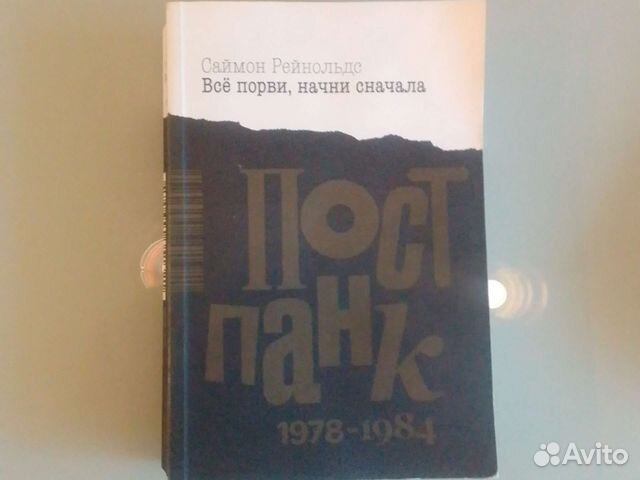 Саймон Рейнольдс
Всё порви, начни сначала
Пост
панк
1978-1984
Avito